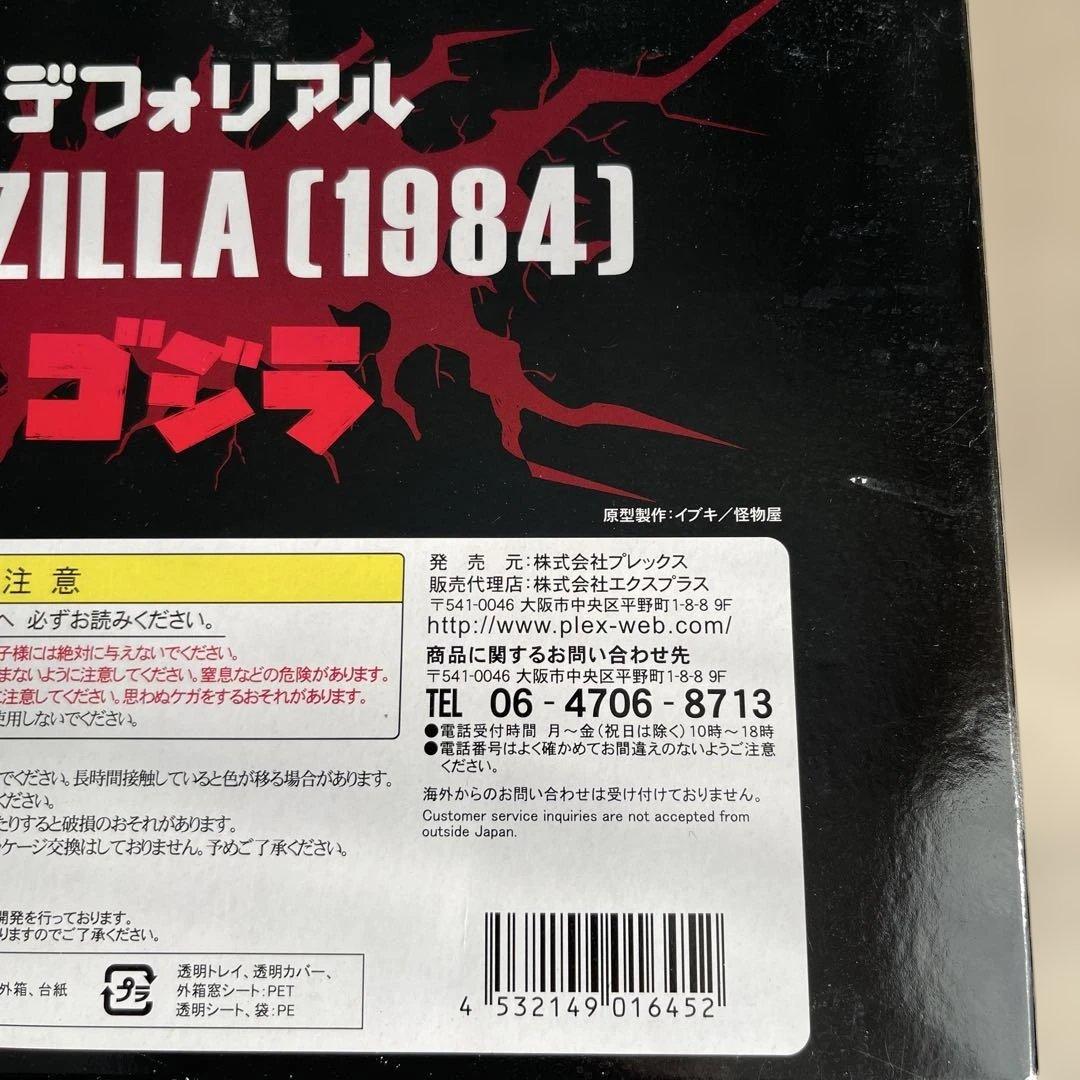 デフォリアル
ZILLA(1984)
ゴジラ
原型製作：イブキ／怪物屋
注意
へ 必ずお読みください。
子様には絶対に与えないでください。
まないように注意してください。窒息などの危険があります。
に注意してください。思わぬケガをするおそれがあります。
使用しないでください。
でください。長時間接触していると色が移る場合があります。
ください。
たりすると破損のおそれがあります。
ッケージ交換はしておりません。予めご了承ください。
開発を行っております。
りますのでご了承ください。
外箱、台紙
プラ
透明トレイ、透明カバー、
外箱窓シート：PET
透明シート、袋：PE
発 売 元：株式会社プレックス
販売代理店：株式会社エクスプラス
〒541-0046 大阪市中央区平野町1-8-8 9F
http://www.plex-web.com/
商品に関するお問い合わせ先
〒541-0046 大阪市中央区平野町1-8-8 9F
TEL 06-4706-8713
●電話受付時間 月～金(祝日は除く)10時～18時
●電話番号はよく確かめてお間違えのないようご注意
ください。
海外からのお問い合わせは受け付けておりません。
Customer service inquiries are not accepted from
outside Japan.
4 532149 016452